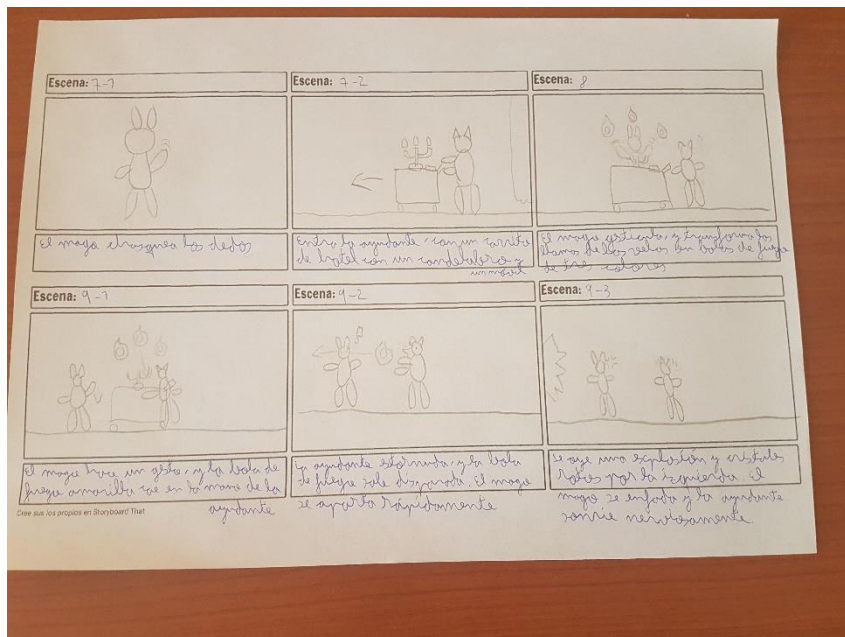 Escena: 7-1
Escena: 7-2
Escena: 8
El mago chasquea los dedos
Entra la ayudante, con un carrito
de hotel con un candelabro y
un móvil
El mago gesticula, y transforma las
llamas de las velas en bolas de fuego
de tres colores
Escena: 9-1
Escena: 9-2
Escena: 9-3
El mago hace un gesto, y la bola de
fuego amarilla cae en la mano de la
ayudante
La ayudante estornuda, y la bola
de fuego sale disparada. El mago
se aparta rápidamente
Se oye una explosión y cristales
rotos por la izquierda. El
mago se enfada y la ayudante
sonríe nerviosamente.
Cree sus los propios en Storyboard That